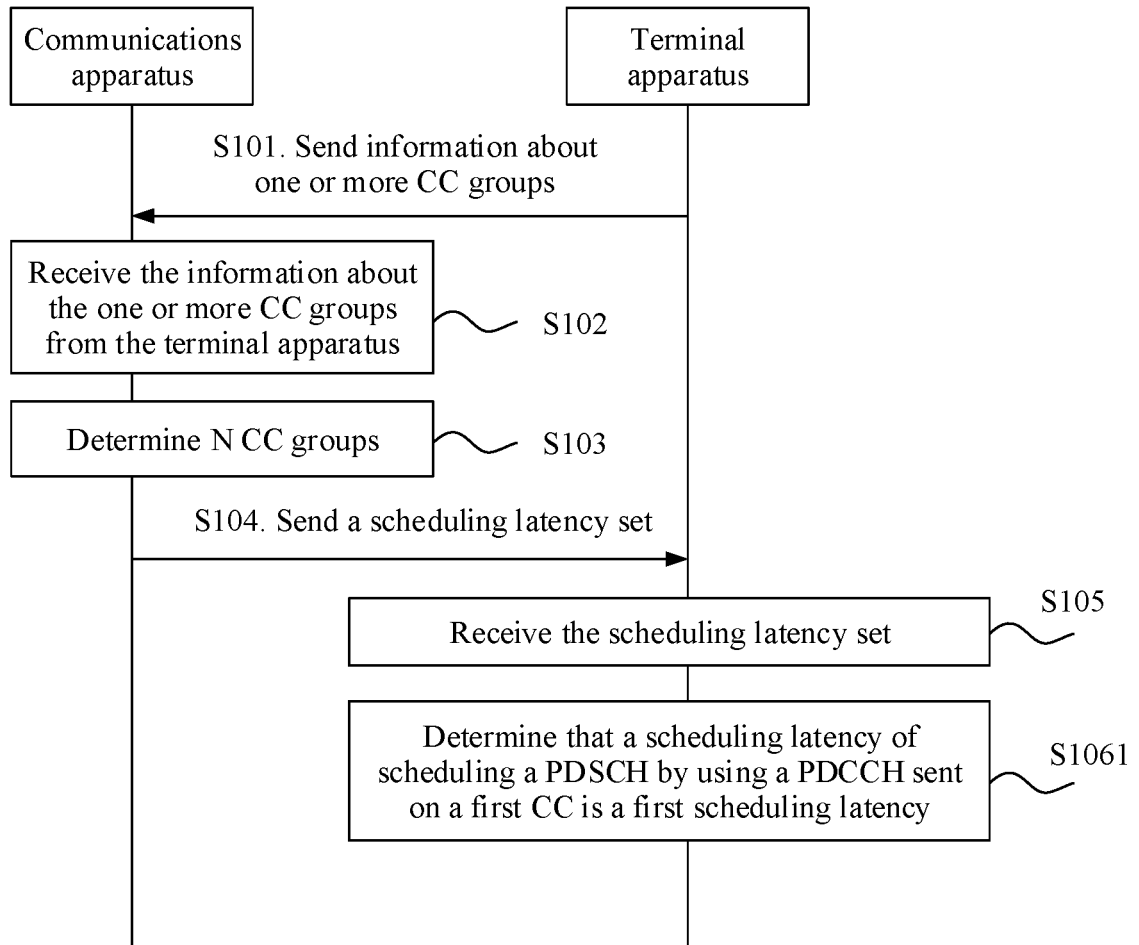 Communications
apparatus
Terminal
apparatus
S101. Send information about
one or more CC groups
Receive the information about
the one or more CC groups
from the terminal apparatus
S102
Determine N CC groups
S103
S104. Send a scheduling latency set
Receive the scheduling latency set
S105
Determine that a scheduling latency of
scheduling a PDSCH by using a PDCCH sent
on a first CC is a first scheduling latency
S1061